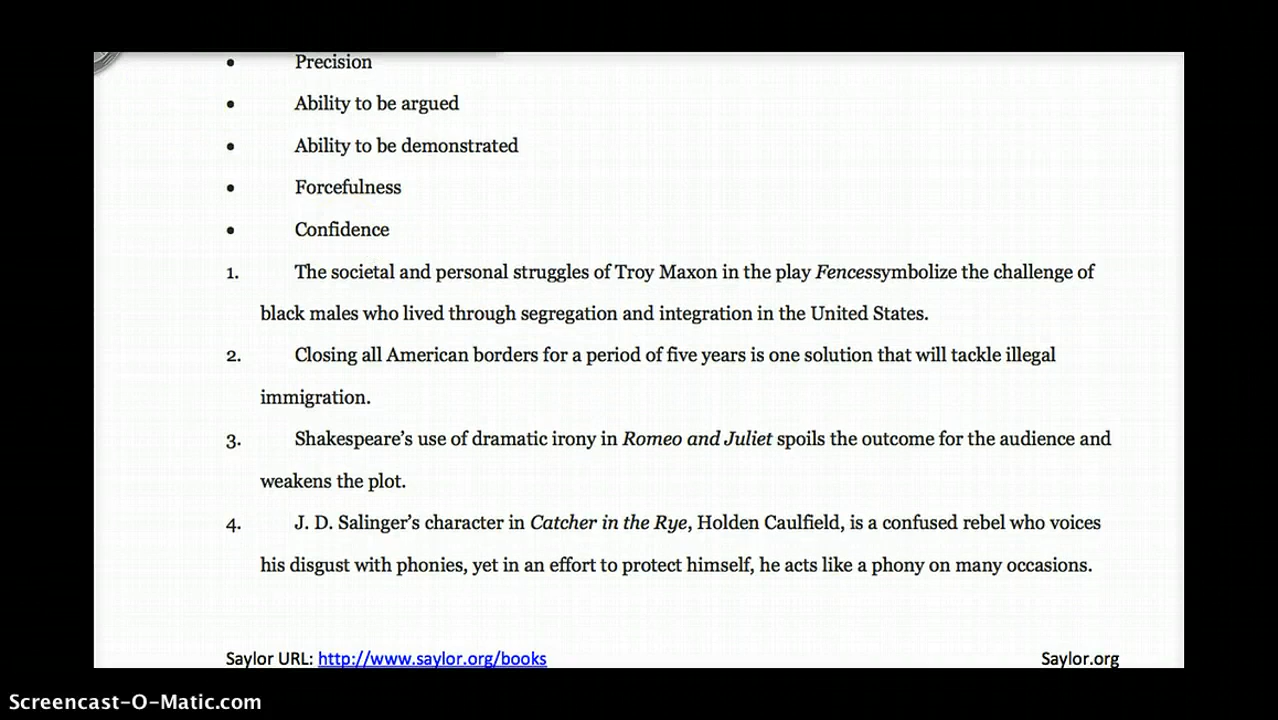 • Precision
• Ability to be argued
• Ability to be demonstrated
• Forcefulness
• Confidence
1. The societal and personal struggles of Troy Maxon in the play Fencessymbolize the challenge of
black males who lived through segregation and integration in the United States.
2. Closing all American borders for a period of five years is one solution that will tackle illegal
immigration.
3. Shakespeare’s use of dramatic irony in Romeo and Juliet spoils the outcome for the audience and
weakens the plot.
4. J. D. Salinger’s character in Catcher in the Rye, Holden Caulfield, is a confused rebel who voices
his disgust with phonies, yet in an effort to protect himself, he acts like a phony on many occasions.
Saylor URL: http://www.saylor.org/books Saylor.org
Screencast-O-Matic.com